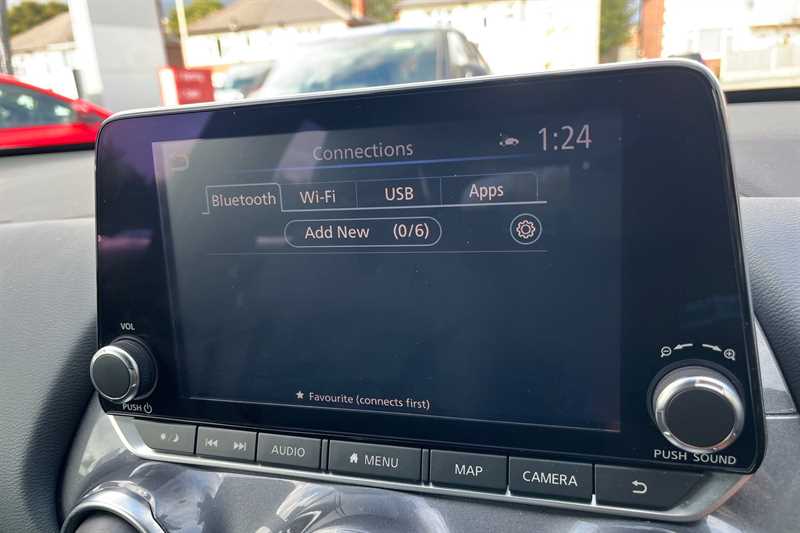 Connections
1:24
Bluetooth
Wi-Fi
USB
Apps
Add New (0/6)
★ Favourite (connects first)
VOL
PUSH
PUSH SOUND
AUDIO
MENU
MAP
CAMERA